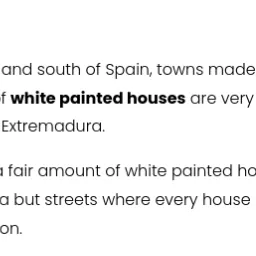 and south of Spain, towns made
f white painted houses are very
Extremadura.
a fair amount of white painted ho
a but streets where every house
on.